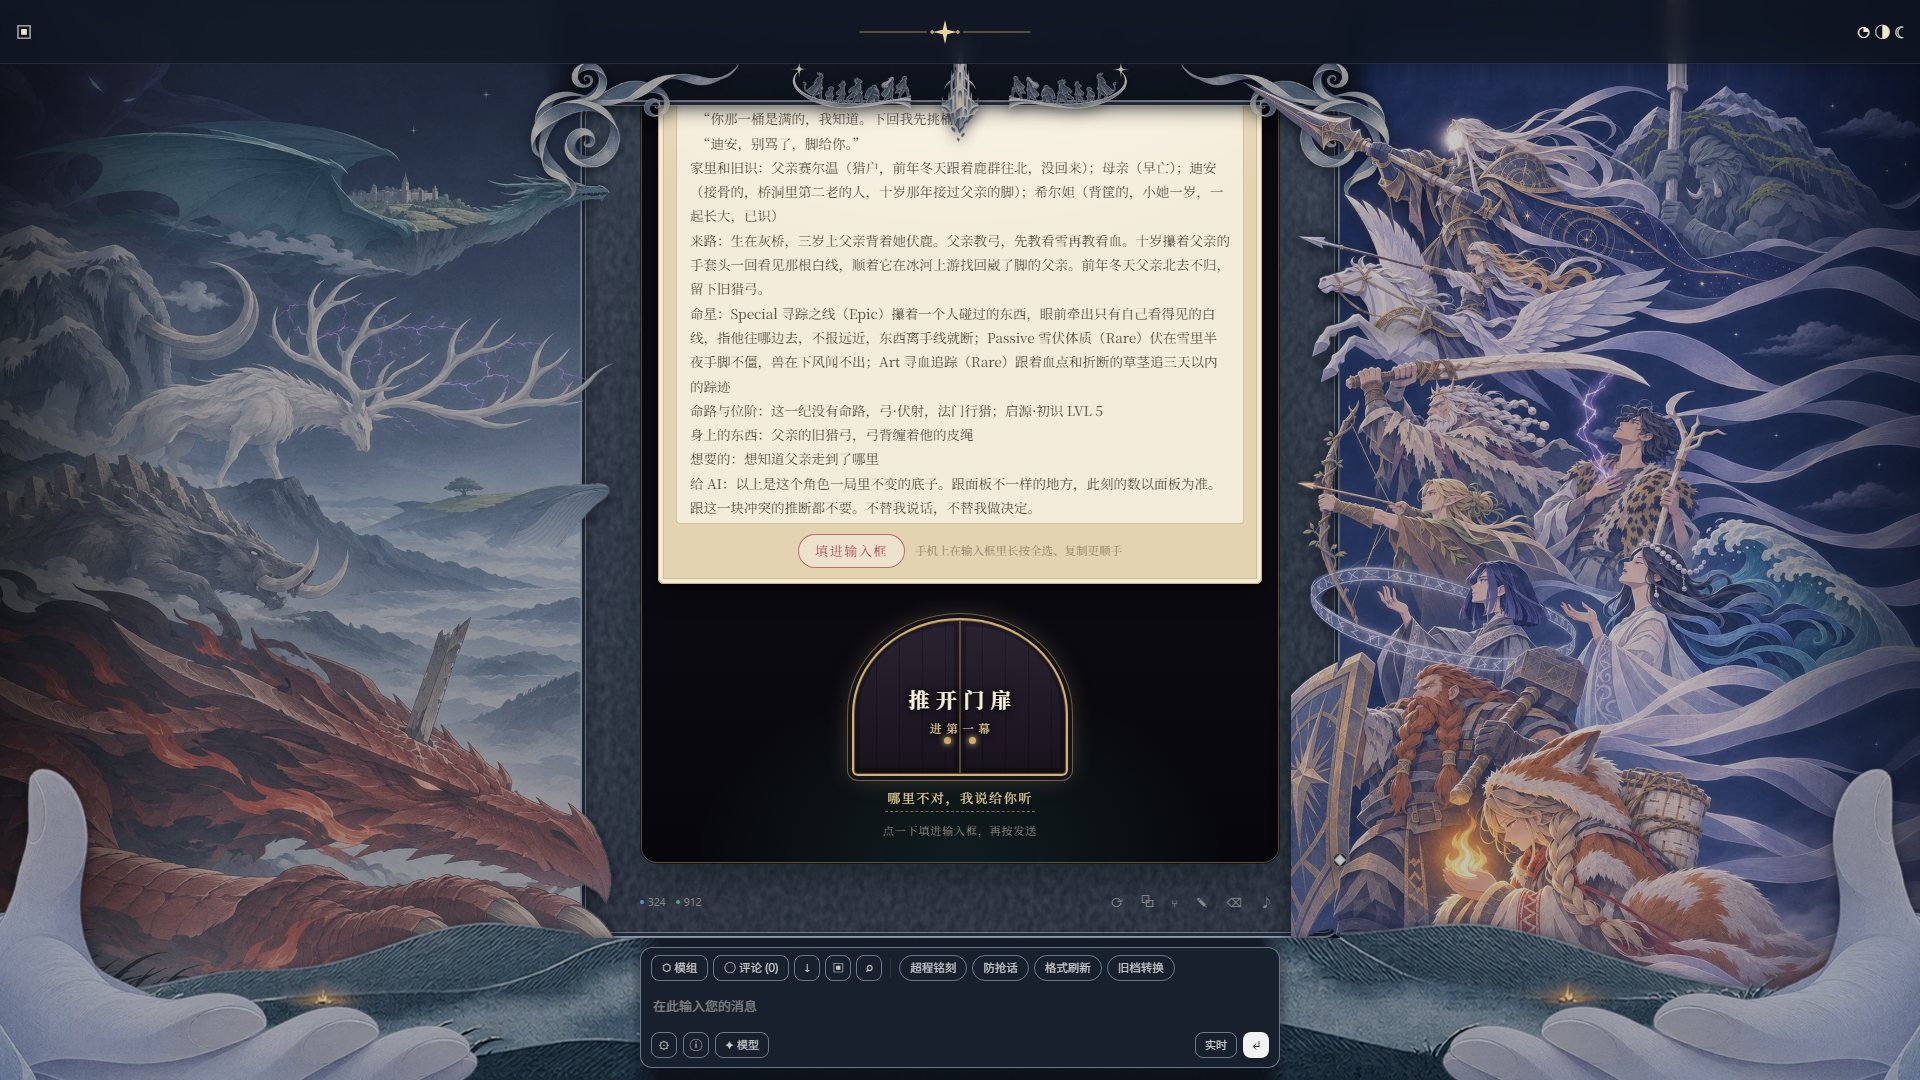 “你那一桶是满的，我知道。下回我先挑桶
“迪安，别骂了，脚给你。”
家里和旧识：父亲赛尔温（猎户，前年冬天跟着鹿群往北，没回来）；母亲（早亡）；迪安
（接骨的，桥洞里第二老的人，十岁那年接过父亲的脚）；希尔妲（背筐的，小她一岁，一
起长大，已识）
来路：生在灰桥，三岁上父亲背着她伏鹿。父亲教弓，先教看雪再教看血。十岁攥着父亲的
手套头一回看见那根白线，顺着它在冰河上游找回崴了脚的父亲。前年冬天父亲北去不归，
留下旧猎弓。
命星：Special 寻踪之线（Epic）攥着一个人碰过的东西，眼前牵出只有自己看得见的白
线，指他往哪边去，不报远近，东西离手线就断；Passive 雪伏体质（Rare）伏在雪里半
夜手脚不僵，兽在下风闻不出；Art 寻血追踪（Rare）跟着血点和折断的草茎追三天以内
的踪迹
命路与位阶：这一纪没有命路，弓·伏射，法门行猎；启源·初识 LVL 5
身上的东西：父亲的旧猎弓，弓背缠着他的皮绳
想要的：想知道父亲走到了哪里
给 AI：以上是这个角色一局里不变的底子。跟面板不一样的地方，此刻的数以面板为准。
跟这一块冲突的推断都不要。不替我说话，不替我做决定。
填进输入框
手机上在输入框里长按全选、复制更顺手
推开门扉
进第一幕
哪里不对，我说给你听
点一下填进输入框，再按发送
324 912
模组 评论 (0) 超程铭刻 防抢话 格式刷新 旧档转换
在此输入您的消息
模型 实时